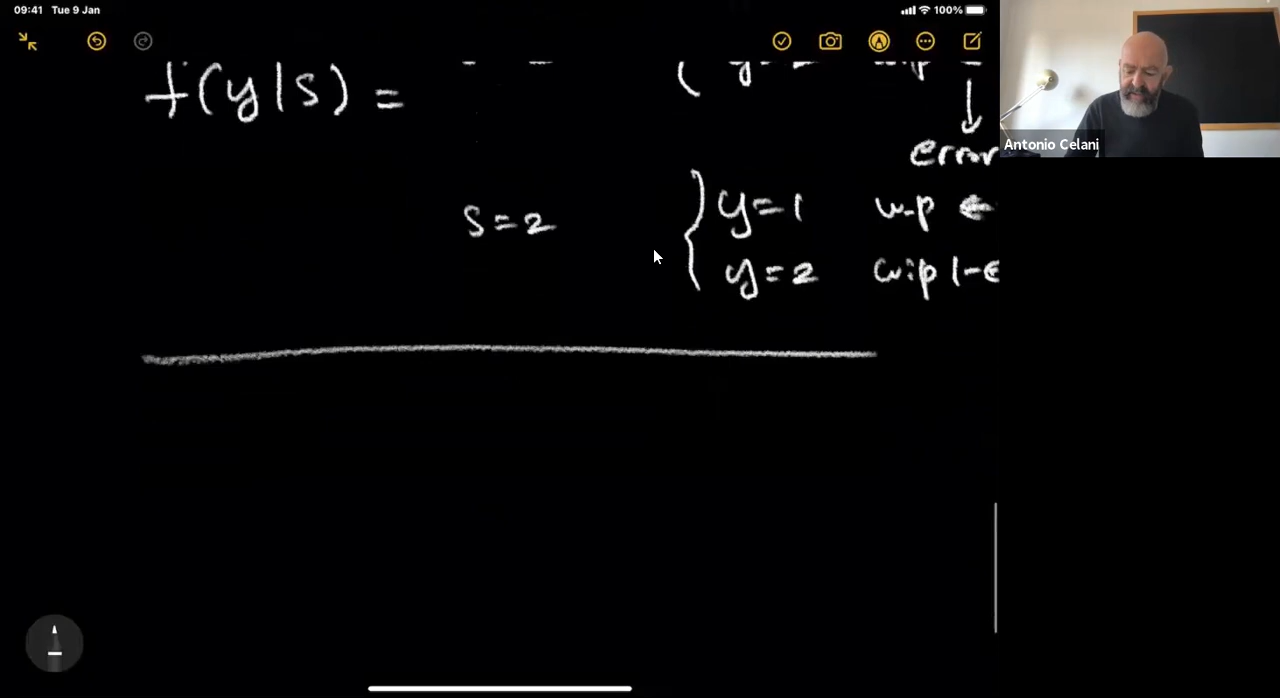 09:41 Tue 9 Jan 100%
f(y|s) =
error
Antonio Celani
s=2 { y=1 w.p ϵ
y=2 w.p 1-ϵ